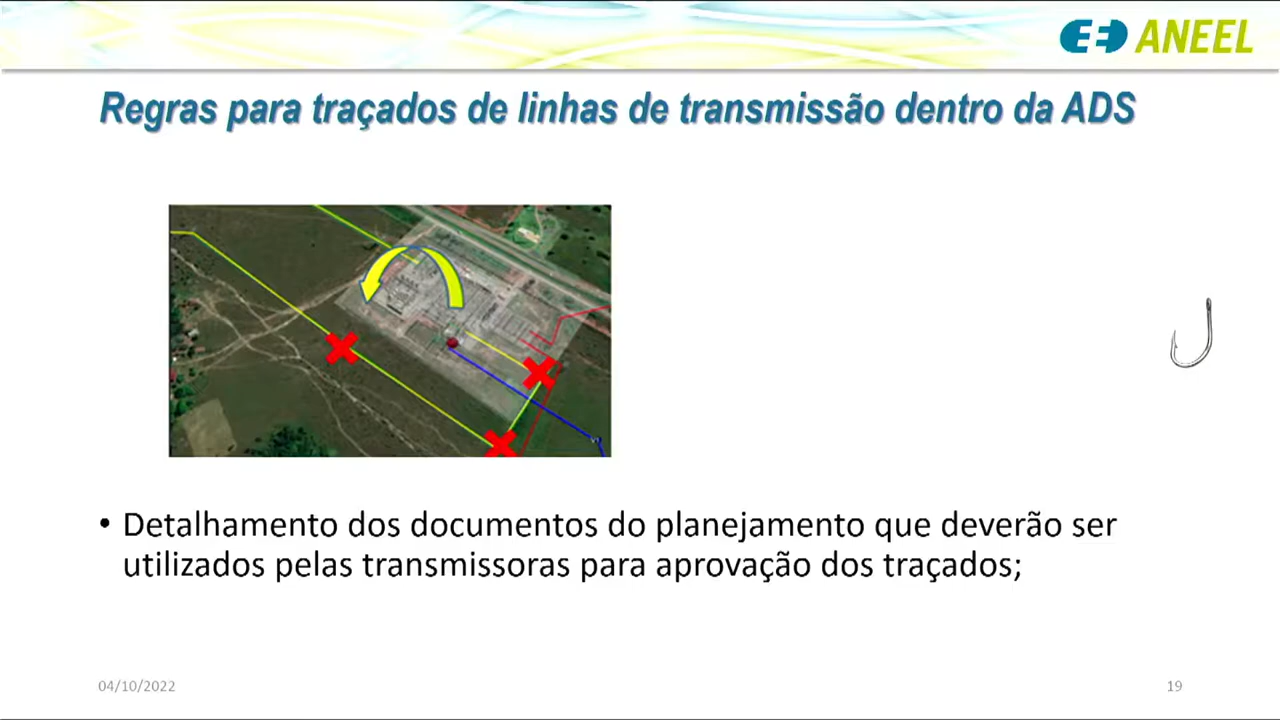 ANEEL
Regras para traçados de linhas de transmissão dentro da ADS
• Detalhamento dos documentos do planejamento que deverão ser
utilizados pelas transmissoras para aprovação dos traçados;
04/10/2022
19